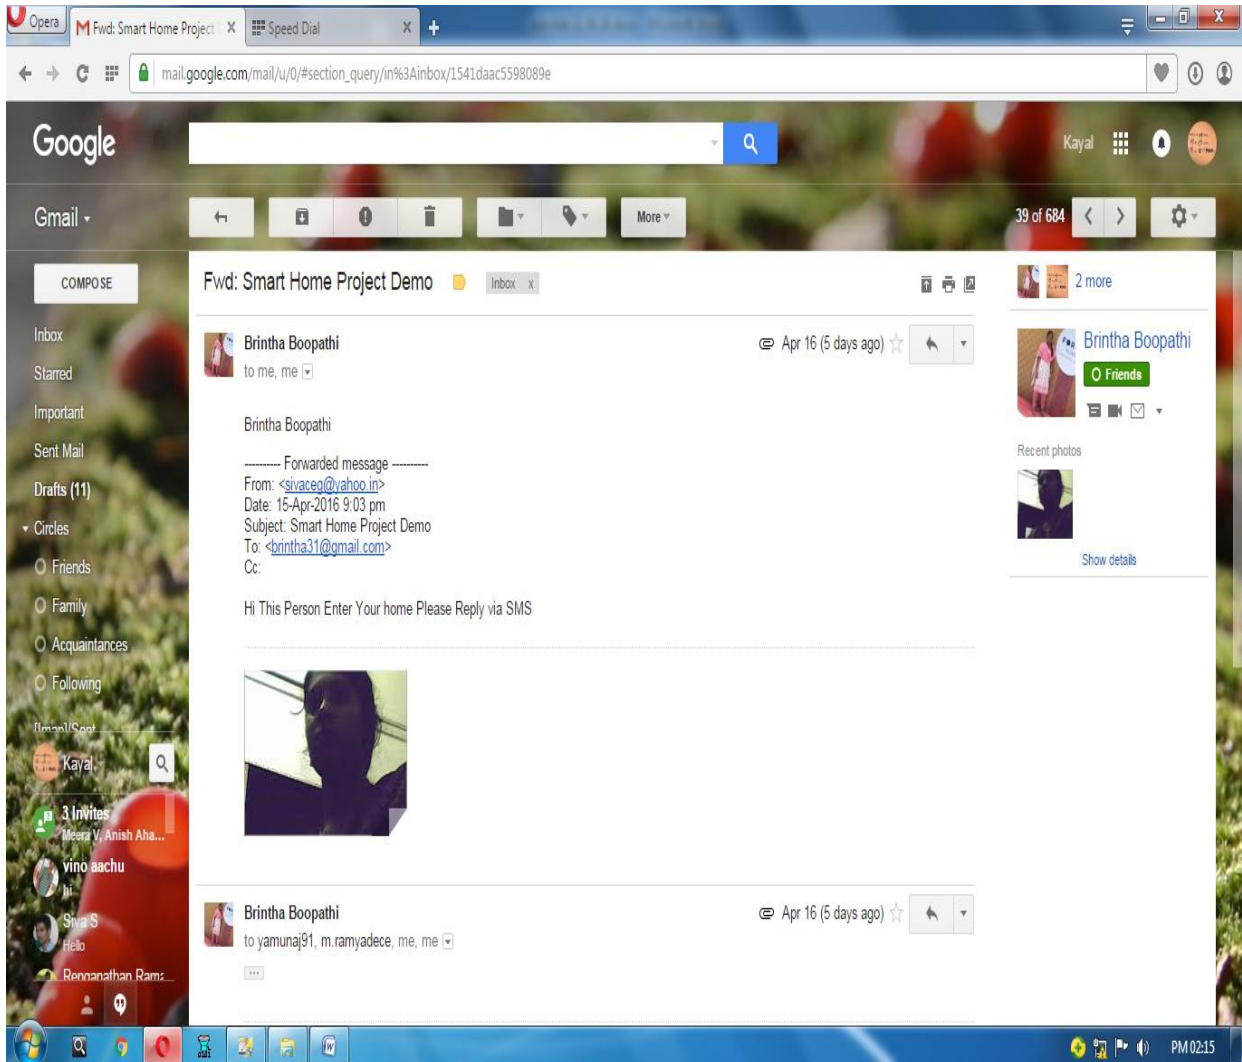 Opera
Fwd: Smart Home Project
Speed Dial
mail.google.com/mail/u/0/#section_query/in%3Ainbox/1541daac5598089e
Google
Kayal
Gmail
More
39 of 684
COMPOSE
Fwd: Smart Home Project Demo
Inbox x
2 more
Inbox
Starred
Important
Sent Mail
Drafts (11)
Circles
Friends
Family
Acquaintances
Following
[Imap]/Sent
Kayal
3 Invites
Meera V, Anish Aha...
vino aachu
hi
Siva S
Hello
Renganathan Rama
Brintha Boopathi
Apr 16 (5 days ago)
to me, me
Brintha Boopathi
---------- Forwarded message ----------
From: <sivaceg@yahoo.in>
Date: 15-Apr-2016 9:03 pm
Subject: Smart Home Project Demo
To: <brintha31@gmail.com>
Cc:
Hi This Person Enter Your home Please Reply via SMS
Brintha Boopathi
Apr 16 (5 days ago)
to yamunaj91, m.ramyadece, me, me
...
Brintha Boopathi
Friends
Recent photos
Show details
PM 02:15